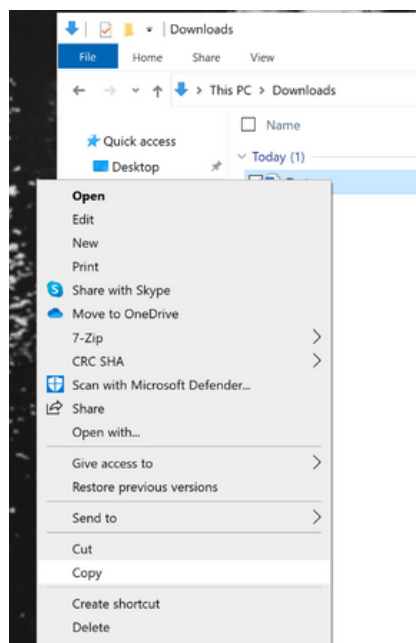 Downloads
File Home Share View
This PC > Downloads
Name
Quick access
Today (1)
Desktop
Open
Edit
New
Print
Share with Skype
Move to OneDrive
7-Zip
CRC SHA
Scan with Microsoft Defender...
Share
Open with...
Give access to
Restore previous versions
Send to
Cut
Copy
Create shortcut
Delete